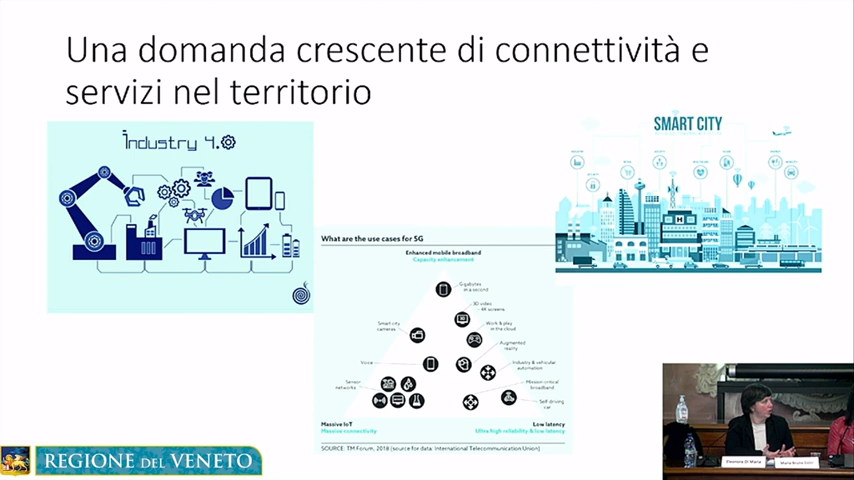 Una domanda crescente di connettività e
servizi nel territorio
Industry 4.0
SMART CITY
H
What are the use cases for 5G
Enhanced mobile broadband
Capacity enhancement
Gigabytes
in a second
3D video
4K screens
Smart city
cameras
Work & play
in the cloud
Augmented
reality
Voice
Industry & vehicular
automation
Sensor
networks
Mission critical
broadband
Self driving
car
Massive IoT
Massive connectivity
Low latency
Ultra high reliability & low latency
SOURCE: TM Forum, 2018 (source for data: International Telecommunication Union)
REGIONE DEL VENETO
Eleonora Di Maria